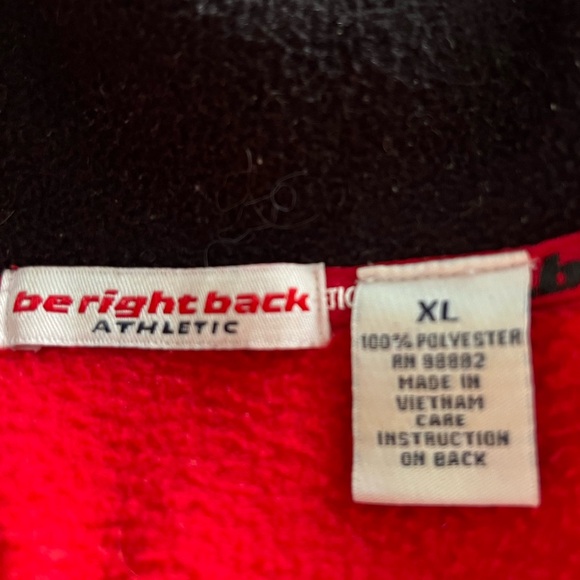 be right back
ATHLETIC
XL
100% POLYESTER
RN 98882
MADE IN
VIETNAM
CARE
INSTRUCTION
ON BACK